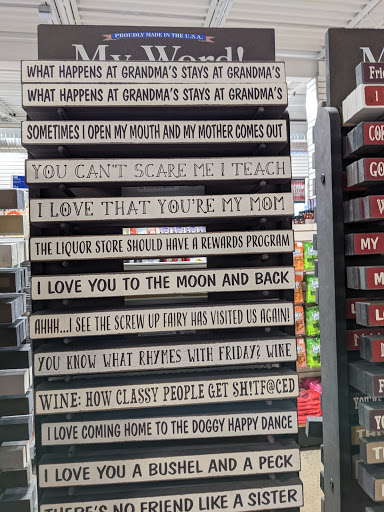 PROUDLY MADE IN THE U.S.A.
My Word!
WHAT HAPPENS AT GRANDMA'S STAYS AT GRANDMA'S
WHAT HAPPENS AT GRANDMA'S STAYS AT GRANDMA'S
SOMETIMES I OPEN MY MOUTH AND MY MOTHER COMES OUT
YOU CAN'T SCARE ME I TEACH
I LOVE THAT YOU'RE MY MOM
THE LIQUOR STORE SHOULD HAVE A REWARDS PROGRAM
I LOVE YOU TO THE MOON AND BACK
AHHH...I SEE THE SCREW UP FAIRY HAS VISITED US AGAIN!
YOU KNOW WHAT RHYMES WITH FRIDAY? WINE
WINE: HOW CLASSY PEOPLE GET SH!TF@CED
I LOVE COMING HOME TO THE DOGGY HAPPY DANCE
I LOVE YOU A BUSHEL AND A PECK
THERE'S NO FRIEND LIKE A SISTER
MY